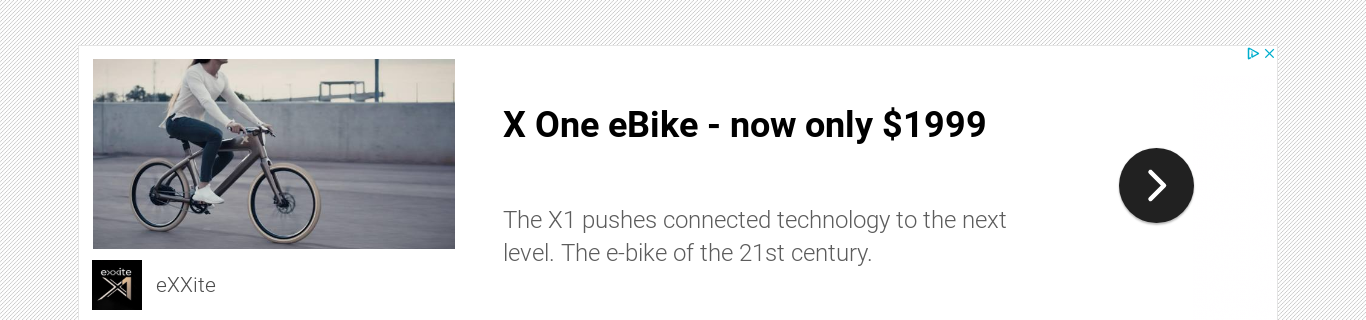 X One eBike - now only $1999
The X1 pushes connected technology to the next
level. The e-bike of the 21st century.
exxite
X1
eXXite